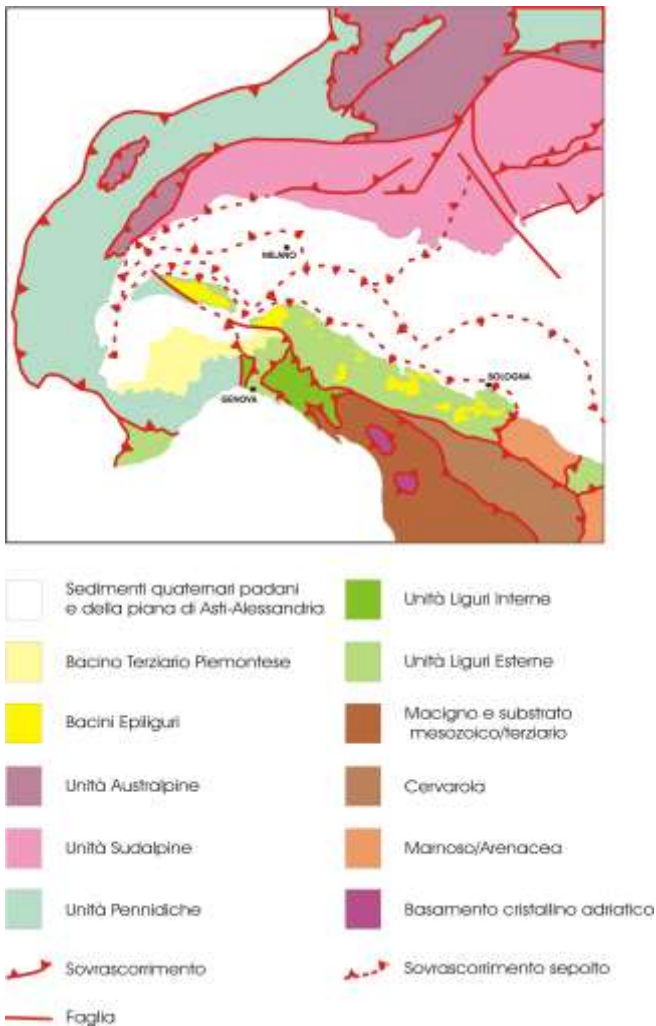 MILANO
BOLOGNA
GENOVA
Sedimenti quaternari padani
e della piana di Asti-Alessandria
Bacino Terziario Piemontese
Bacini Epiliguri
Unità Australpine
Unità Sudalpine
Unità Pennidiche
Sovrascorrimento
Faglia
Unità Liguri Interne
Unità Liguri Esterne
Macigno e substrato
mesozoico/terziario
Cervarola
Marnoso/Arenacea
Basamento cristallino adriatico
Sovrascorrimento sepolto